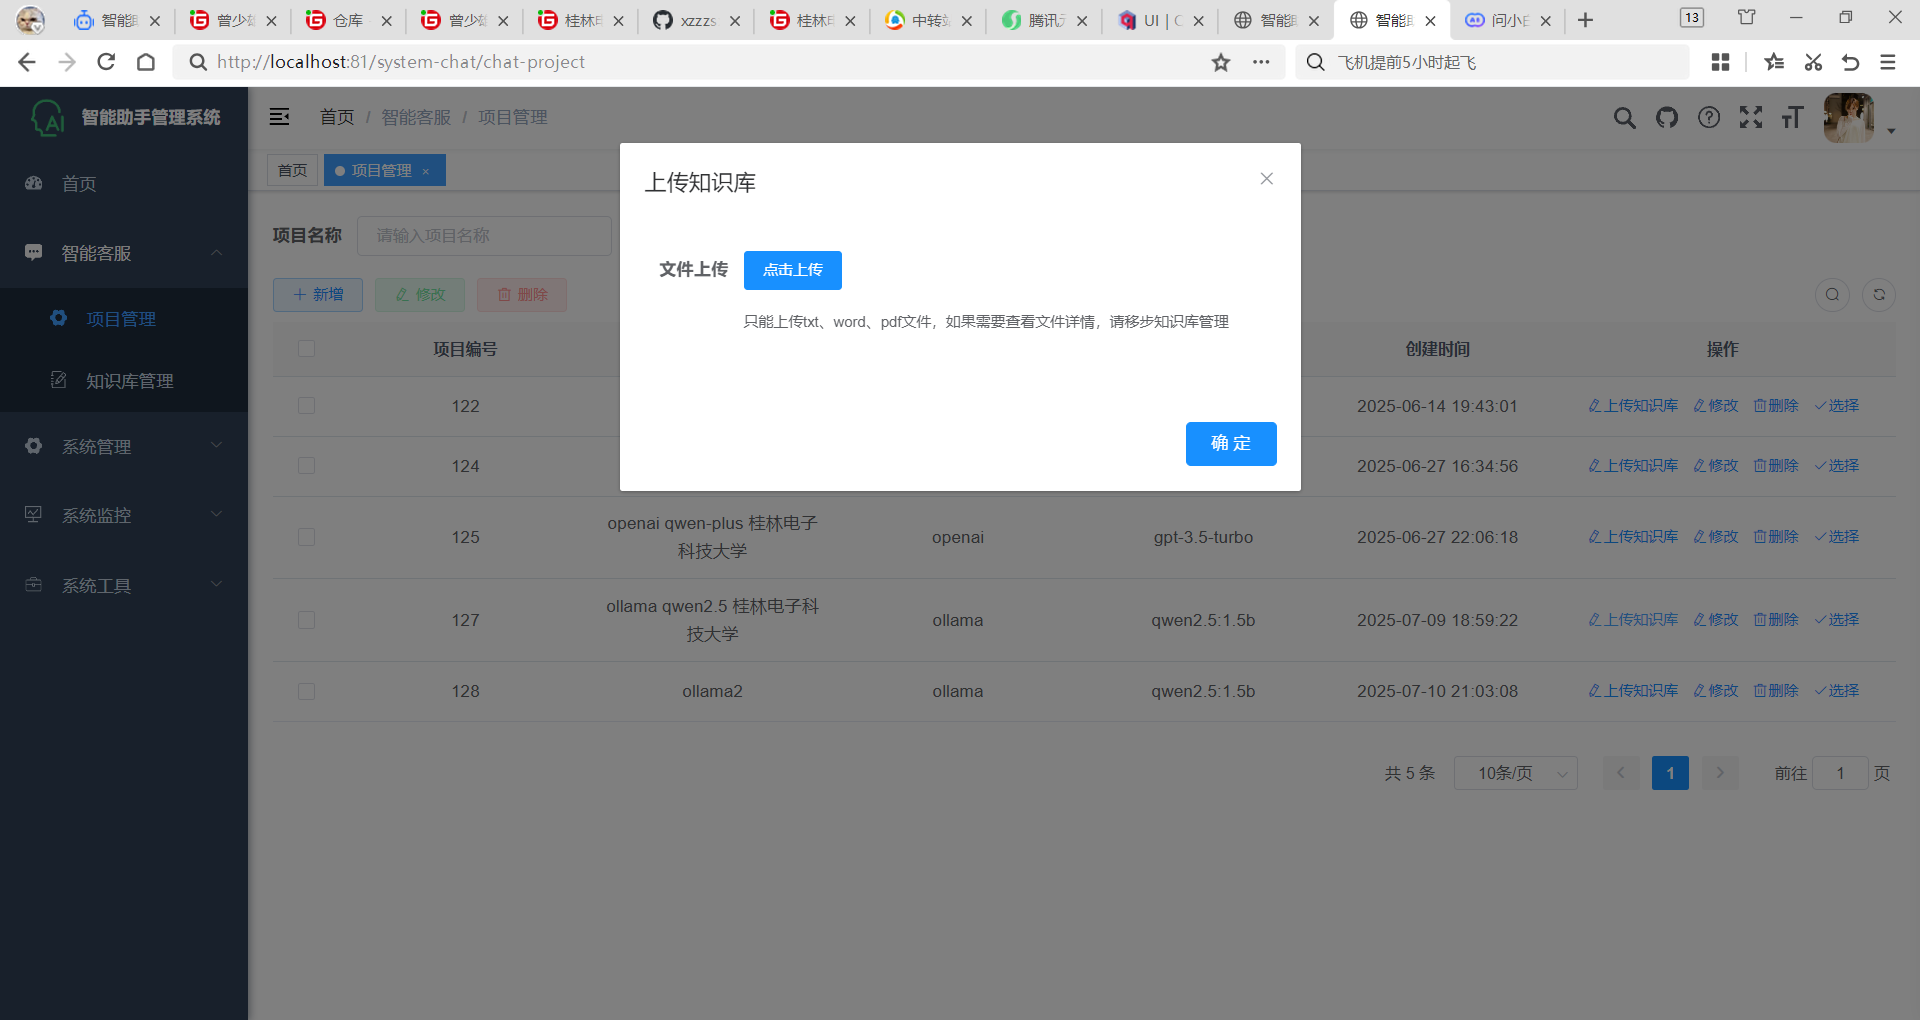 智能
曾少
仓库
曾少
桂林
xzzzs
桂林
中转
腾讯
UI | C
智能
智能
问小
13
http://localhost:81/system-chat/chat-project
飞机提前5小时起飞
智能助手管理系统
首页 / 智能客服 / 项目管理
首页
智能客服
项目管理
知识库管理
系统管理
系统监控
系统工具
首页 项目管理 ×
项目名称 请输入项目名称
新增 修改 删除
上传知识库
文件上传 点击上传
只能上传txt、word、pdf文件，如果需要查看文件详情，请移步知识库管理
确 定
项目编号 创建时间 操作
122 2025-06-14 19:43:01 上传知识库 修改 删除 选择
124 2025-06-27 16:34:56 上传知识库 修改 删除 选择
openai qwen-plus 桂林电子
125 科技大学 openai gpt-3.5-turbo 2025-06-27 22:06:18 上传知识库 修改 删除 选择
ollama qwen2.5 桂林电子科
127 技大学 ollama qwen2.5:1.5b 2025-07-09 18:59:22 上传知识库 修改 删除 选择
128 ollama2 ollama qwen2.5:1.5b 2025-07-10 21:03:08 上传知识库 修改 删除 选择
共 5 条 10条/页 1 前往 1 页